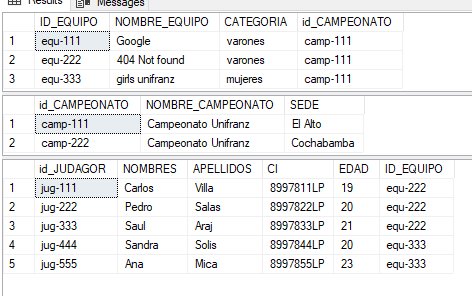 Results Messages
ID_EQUIPO NOMBRE_EQUIPO CATEGORIA id_CAMPEONATO
1 equ-111 Google varones camp-111
2 equ-222 404 Not found varones camp-111
3 equ-333 girls unifranz mujeres camp-111
id_CAMPEONATO NOMBRE_CAMPEONATO SEDE
1 camp-111 Campeonato Unifranz El Alto
2 camp-222 Campeonato Unifranz Cochabamba
id_JUDAGOR NOMBRES APELLIDOS CI EDAD ID_EQUIPO
1 jug-111 Carlos Villa 8997811LP 19 equ-222
2 jug-222 Pedro Salas 8997822LP 20 equ-222
3 jug-333 Saul Araj 8997833LP 21 equ-222
4 jug-444 Sandra Solis 8997844LP 20 equ-333
5 jug-555 Ana Mica 8997855LP 23 equ-333